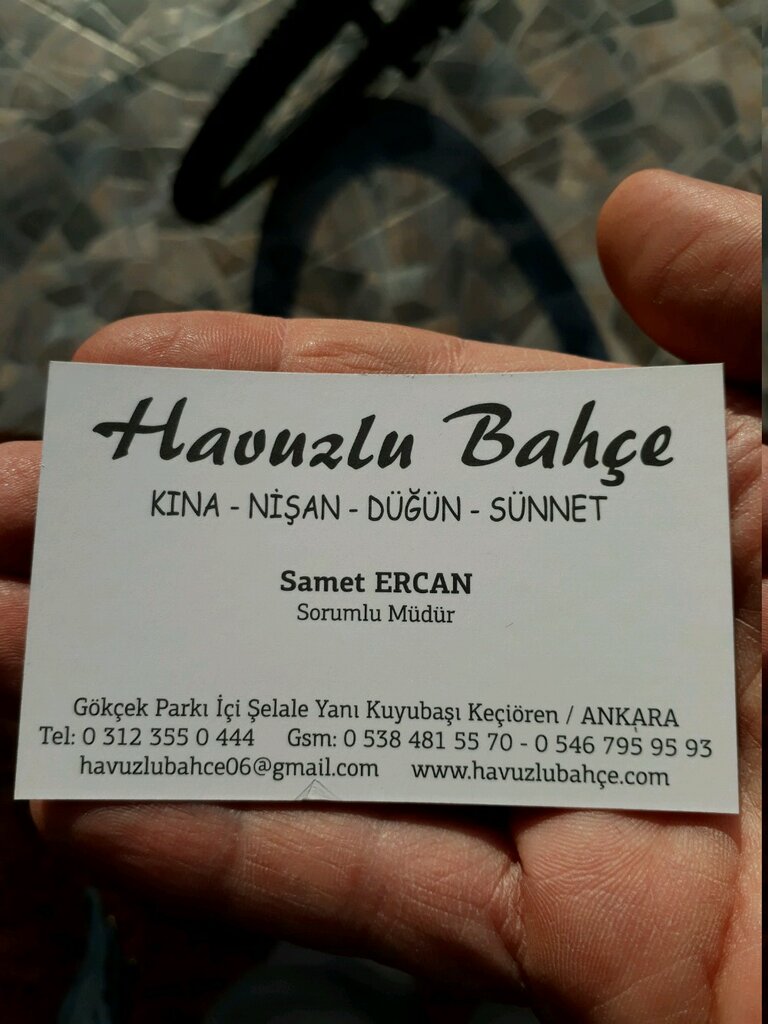 Havuzlu Bahçe
KINA - NİŞAN - DÜĞÜN - SÜNNET
Samet ERCAN
Sorumlu Müdür
Gökçek Parkı İçi Şelale Yanı Kuyubaşı Keçiören / ANKARA
Tel: 0 312 355 0 444 Gsm: 0 538 481 55 70 - 0 546 795 95 93
havuzlubahce06@gmail.com www.havuzlubahçe.com